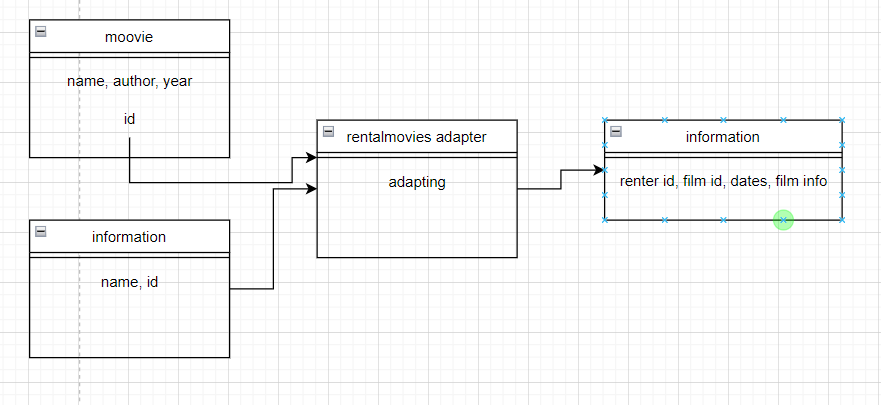 moovie
name, author, year
id
information
name, id
rentalmovies adapter
adapting
information
renter id, film id, dates, film info